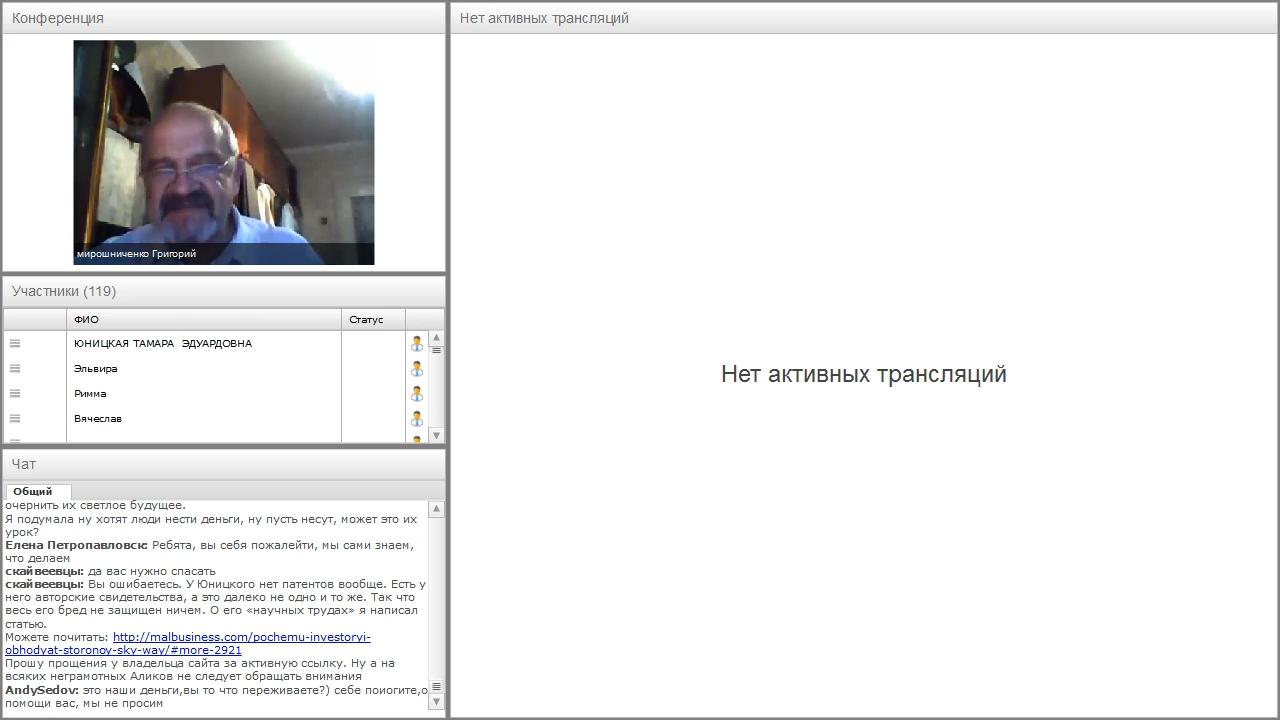 Конференция
мирошниченко Григорий
Участники (119)
ФИО
Статус
ЮНИЦКАЯ ТАМАРА ЭДУАРДОВНА
Эльвира
Римма
Вячеслав
Чат
Общий
очернить их светлое будущее.
Я подумала ну хотят люди нести деньги, ну пусть несут, может это их
урок?
Елена Петропавловск: Ребята, вы себя пожалейти, мы сами знаем,
что делаем
скайвеевцы: да вас нужно спасать
скайвеевцы: Вы ошибаетесь. У Юницкого нет патентов вообще. Есть у
него авторские свидетельства, а это далеко не одно и то же. Так что
весь его бред не защищен ничем. О его «научных трудах» я написал
статью.
Можете почитать: http://malbusiness.com/pochemu-investoryi-
obhodyat-storonoy-sky-way/#more-2921
Прошу прощения у владельца сайта за активную ссылку. Ну а на
всяких неграмотных Аликов не следует обращать внимания
AndySedov: это наши деньги,вы то что переживаете?) себе поиогите,о
помощи вас, мы не просим
Нет активных трансляций
Нет активных трансляций